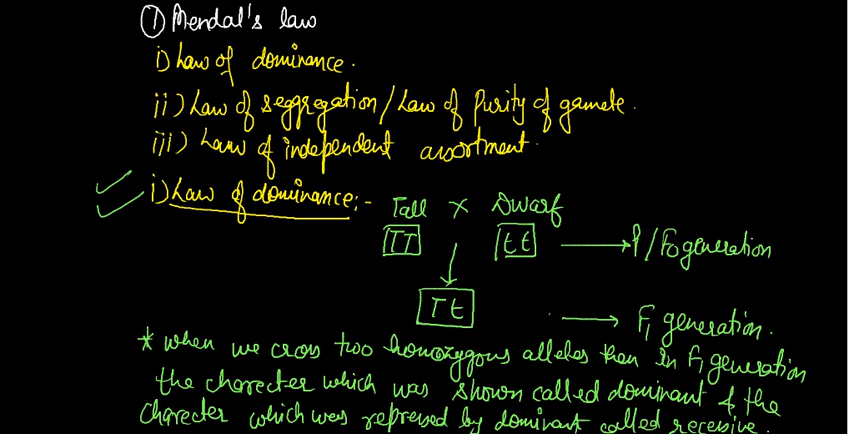 ① Mendal's law
i) Law of dominance.
ii) Law of seggregation / Law of Purity of gamete.
iii) Law of independent assortment.
i) Law of dominance :-
Tall × Dwarf
TT tt → P/F0 generation
Tt → F1 generation.
* when we cross two homozygous alleles then in F1 generation
the charecter which was shown called dominant & the
charecter which was repressed by dominant called recessive.